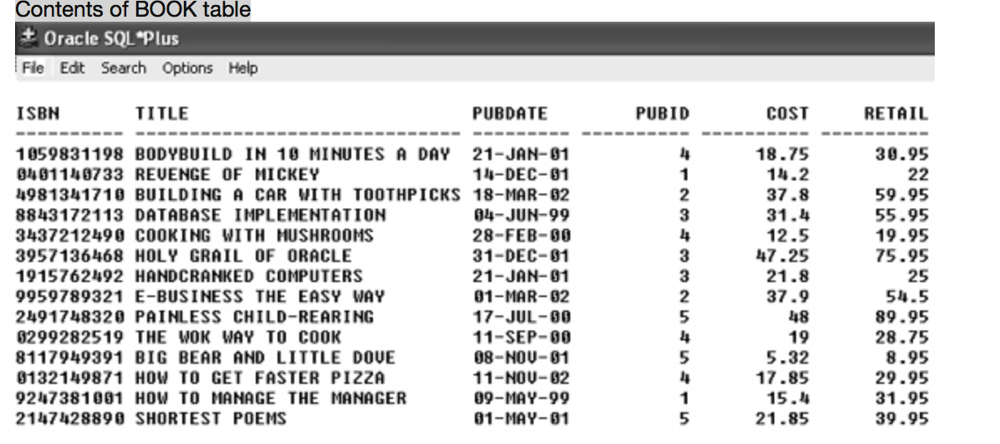 Contents of BOOK table
Oracle SQL*Plus
File Edit Search Options Help
ISBN TITLE PUBDATE PUBID COST RETAIL
---------- ------------------------------ --------- ---------- ---------- ----------
1059831198 BODYBUILD IN 10 MINUTES A DAY 21-JAN-01 4 18.75 30.95
0401140733 REVENGE OF MICKEY 14-DEC-01 1 14.2 22
4981341710 BUILDING A CAR WITH TOOTHPICKS 18-MAR-02 2 37.8 59.95
8843172113 DATABASE IMPLEMENTATION 04-JUN-99 3 31.4 55.95
3437212490 COOKING WITH MUSHROOMS 28-FEB-00 4 12.5 19.95
3957136468 HOLY GRAIL OF ORACLE 31-DEC-01 3 47.25 75.95
1915762492 HANDCRANKED COMPUTERS 21-JAN-01 3 21.8 25
9959789321 E-BUSINESS THE EASY WAY 01-MAR-02 2 37.9 54.5
2491748320 PAINLESS CHILD-REARING 17-JUL-00 5 48 89.95
0299282519 THE WOK WAY TO COOK 11-SEP-00 4 19 28.75
8117949391 BIG BEAR AND LITTLE DOVE 08-NOV-01 5 5.32 8.95
0132149871 HOW TO GET FASTER PIZZA 11-NOV-02 4 17.85 29.95
9247381001 HOW TO MANAGE THE MANAGER 09-MAY-99 1 15.4 31.95
2147428890 SHORTEST POEMS 01-MAY-01 5 21.85 39.95